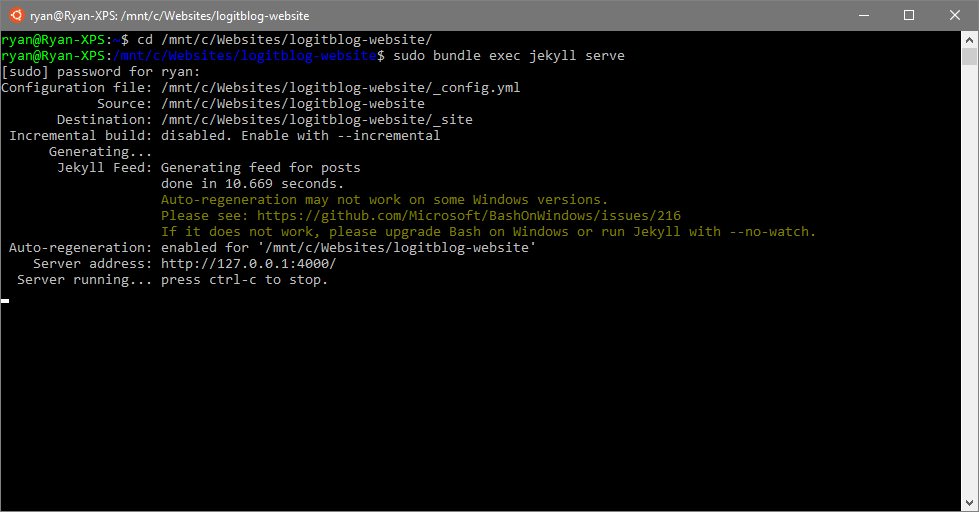 ryan@Ryan-XPS: /mnt/c/Websites/logitblog-website
ryan@Ryan-XPS:~$ cd /mnt/c/Websites/logitblog-website/
ryan@Ryan-XPS:/mnt/c/Websites/logitblog-website$ sudo bundle exec jekyll serve
[sudo] password for ryan:
Configuration file: /mnt/c/Websites/logitblog-website/_config.yml
Source: /mnt/c/Websites/logitblog-website
Destination: /mnt/c/Websites/logitblog-website/_site
Incremental build: disabled. Enable with --incremental
Generating...
Jekyll Feed: Generating feed for posts
done in 10.669 seconds.
Auto-regeneration may not work on some Windows versions.
Please see: https://github.com/Microsoft/BashOnWindows/issues/216
If it does not work, please upgrade Bash on Windows or run Jekyll with --no-watch.
Auto-regeneration: enabled for '/mnt/c/Websites/logitblog-website'
Server address: http://127.0.0.1:4000/
Server running... press ctrl-c to stop.